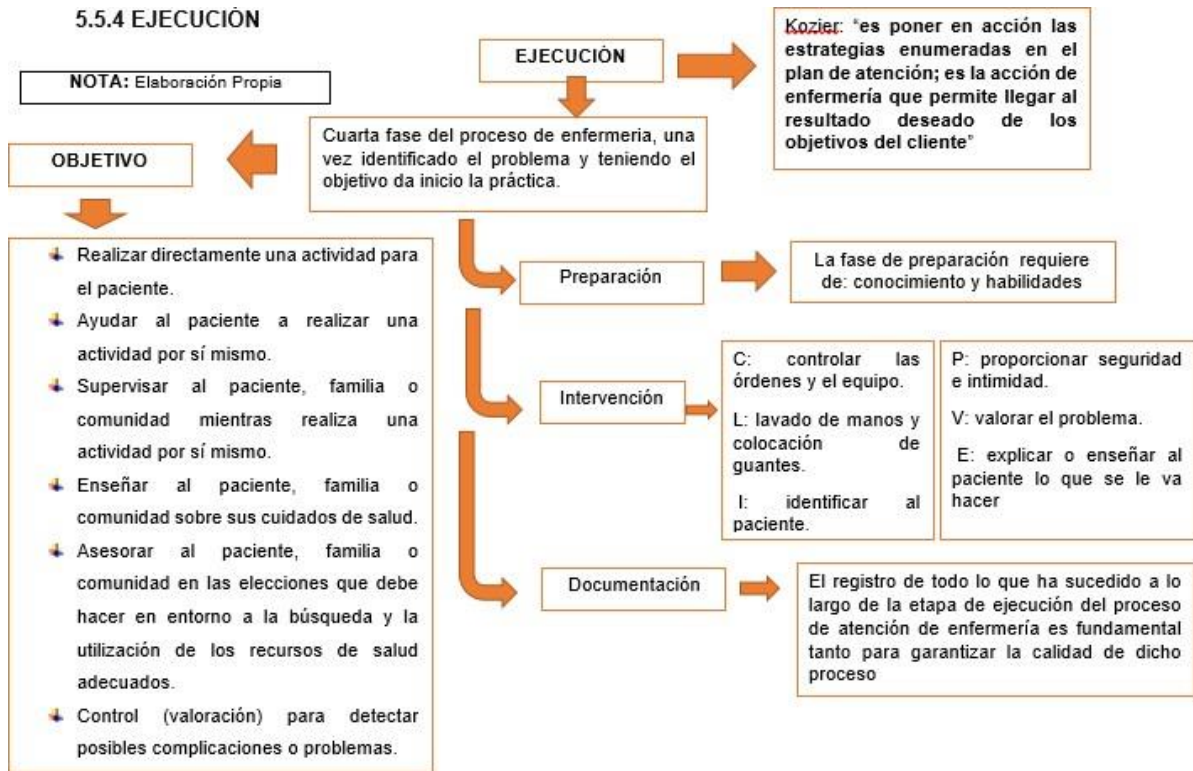 5.5.4 EJECUCIÓN
NOTA: Elaboración Propia
EJECUCIÓN
Kozier: “es poner en acción las
estrategias enumeradas en el
plan de atención; es la acción de
enfermería que permite llegar al
resultado deseado de los
objetivos del cliente”
Cuarta fase del proceso de enfermeria, una
vez identificado el problema y teniendo el
objetivo da inicio la práctica.
OBJETIVO
Realizar directamente una actividad para
el paciente.
Ayudar al paciente a realizar una
actividad por sí mismo.
Supervisar al paciente, familia o
comunidad mientras realiza una
actividad por sí mismo.
Enseñar al paciente, familia o
comunidad sobre sus cuidados de salud.
Asesorar al paciente, familia o
comunidad en las elecciones que debe
hacer en entorno a la búsqueda y la
utilización de los recursos de salud
adecuados.
Control (valoración) para detectar
posibles complicaciones o problemas.
Preparación
La fase de preparación requiere
de: conocimiento y habilidades
Intervención
C: controlar las
órdenes y el equipo.
L: lavado de manos y
colocación de
guantes.
I: identificar al
paciente.
P: proporcionar seguridad
e intimidad.
V: valorar el problema.
E: explicar o enseñar al
paciente lo que se le va
hacer
Documentación
El registro de todo lo que ha sucedido a lo
largo de la etapa de ejecución del proceso
de atención de enfermería es fundamental
tanto para garantizar la calidad de dicho
proceso